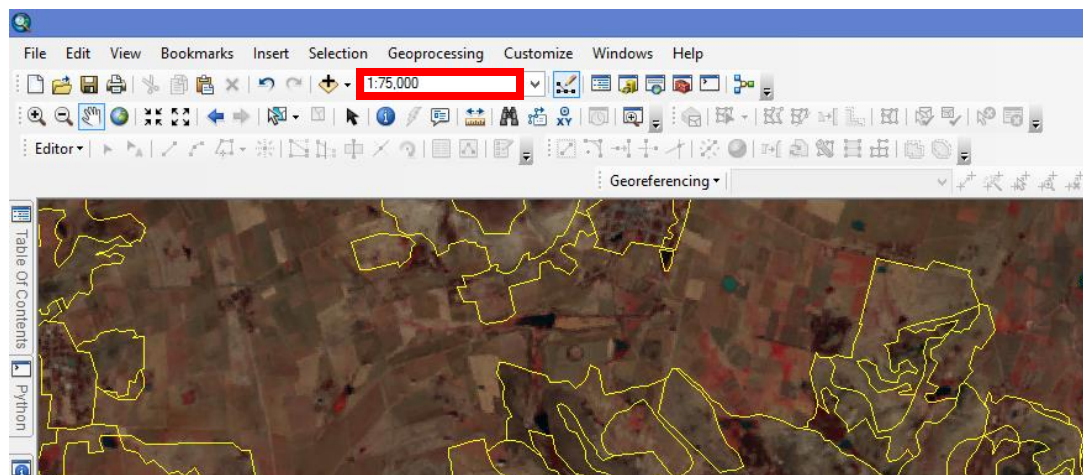 File Edit View Bookmarks Insert Selection Geoprocessing Customize Windows Help
1:75,000
XY
Editor
Georeferencing
Table Of Contents
Python